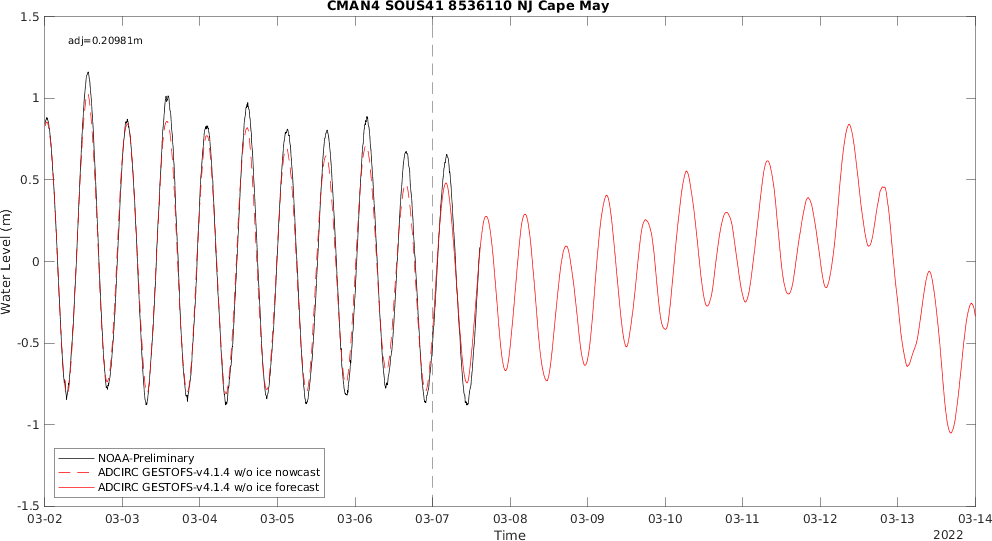 CMAN4 SOUS41 8536110 NJ Cape May
adj=0.20981m
1.5
1
0.5
0
-0.5
-1
-1.5
Water Level (m)
NOAA-Preliminary
ADCIRC GESTOFS-v4.1.4 w/o ice nowcast
ADCIRC GESTOFS-v4.1.4 w/o ice forecast
03-02 03-03 03-04 03-05 03-06 03-07 03-08 03-09 03-10 03-11 03-12 03-13 03-14
Time
2022